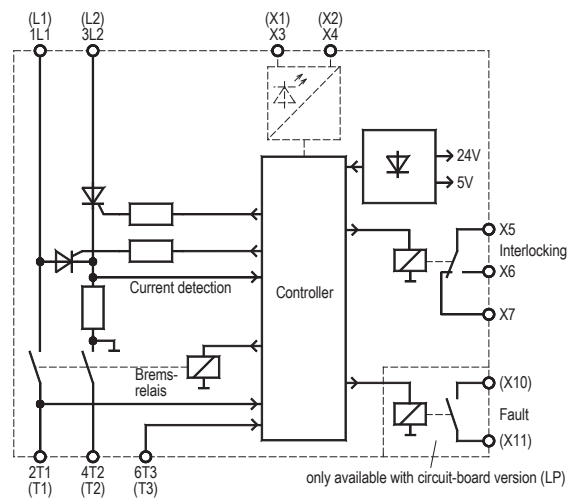 (L1) (L2) (X1) (X2)
1L1 3L2 X3 X4
24V
5V
X5
Interlocking
X6
Current detection
Controller
X7
Brems-
relais
(X10)
Fault
(X11)
2T1 4T2 6T3
(T1) (T2) (T3)
only available with circuit-board version (LP)